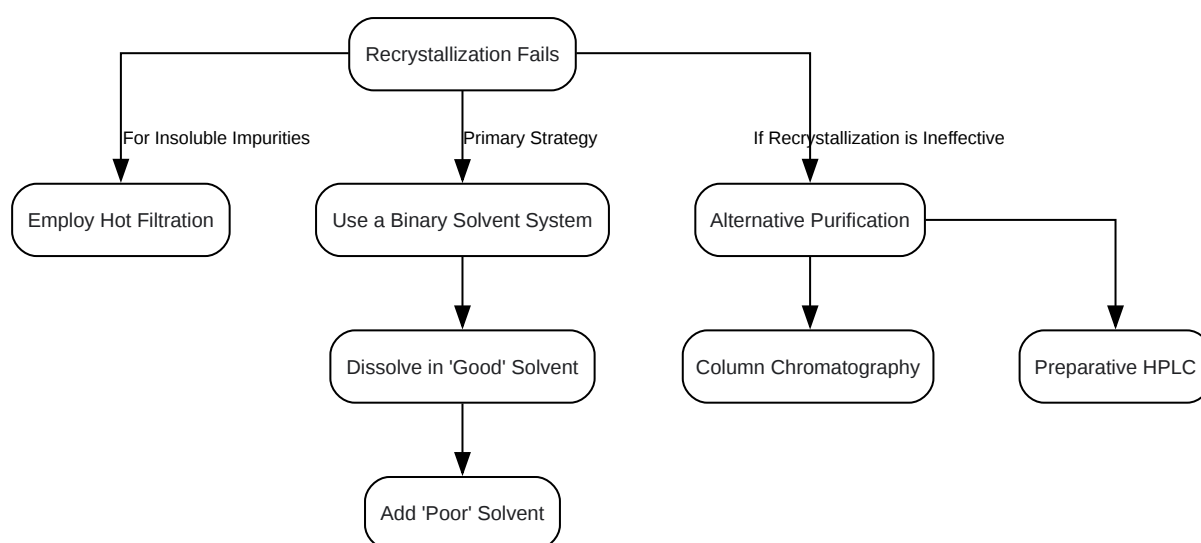 Recrystallization Fails
For Insoluble Impurities
Primary Strategy
If Recrystallization is Ineffective
Employ Hot Filtration
Use a Binary Solvent System
Alternative Purification
Dissolve in 'Good' Solvent
Column Chromatography
Preparative HPLC
Add 'Poor' Solvent